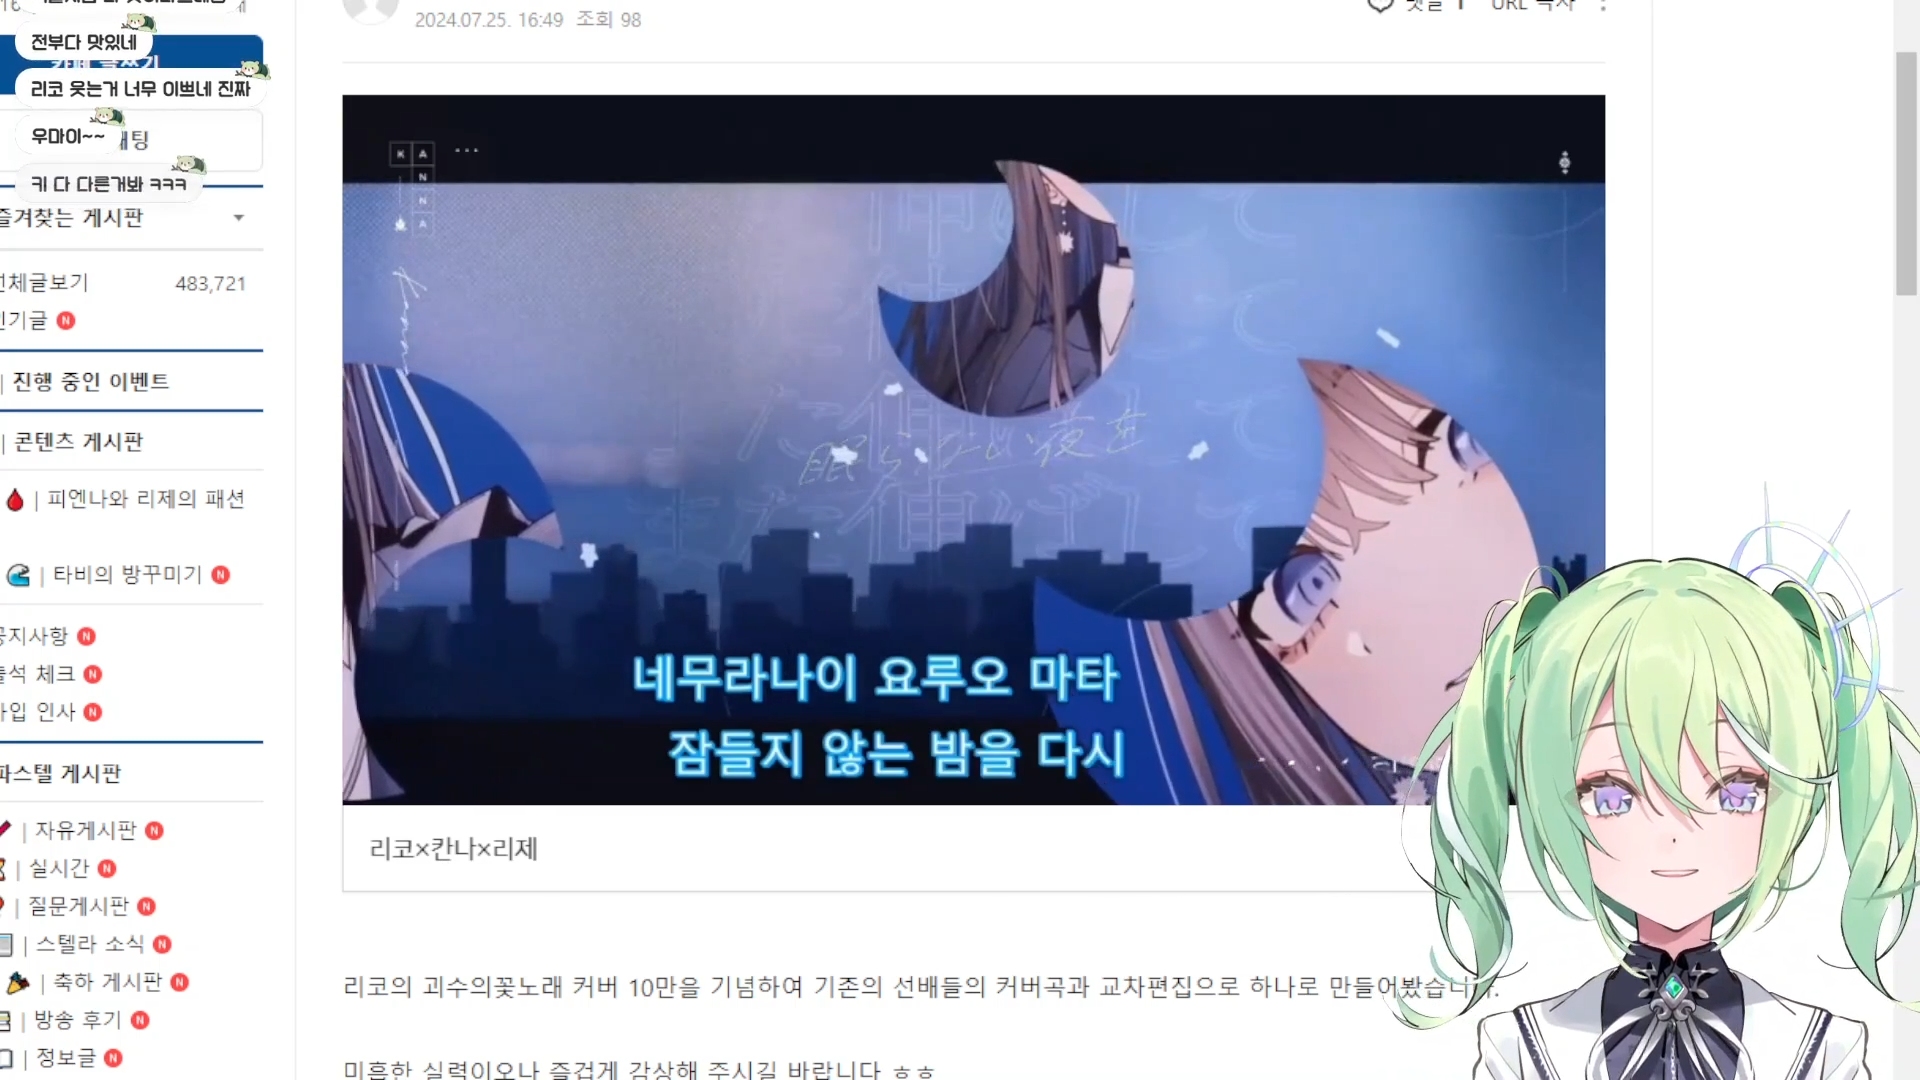 전부다 맛있네
리코 웃는거 너무 이쁘네 진짜
우마이~~
키 다 다른거봐 ㅋㅋㅋ
즐겨찾는 게시판
전체글보기 483,721
인기글 N
| 진행 중인 이벤트
| 콘텐츠 게시판
| 피엔나와 리제의 패션
| 타비의 방꾸미기 N
공지사항 N
출석 체크 N
가입 인사 N
파스텔 게시판
| 자유게시판 N
| 실시간 N
| 질문게시판 N
| 스텔라 소식 N
| 축하 게시판 N
| 방송 후기 N
| 정보글 N
2024.07.25. 16:49 조회 98
댓글 1 URL 복사
K A
N
N
A
Kanna
眠らない夜を
네무라나이 요루오 마타
잠들지 않는 밤을 다시
리코×칸나×리제
리코의 괴수의꽃노래 커버 10만을 기념하여 기존의 선배들의 커버곡과 교차편집으로 하나로 만들어봤습니다.
미흡한 실력이오나 즐겁게 감상해 주시길 바랍니다 ㅎㅎ